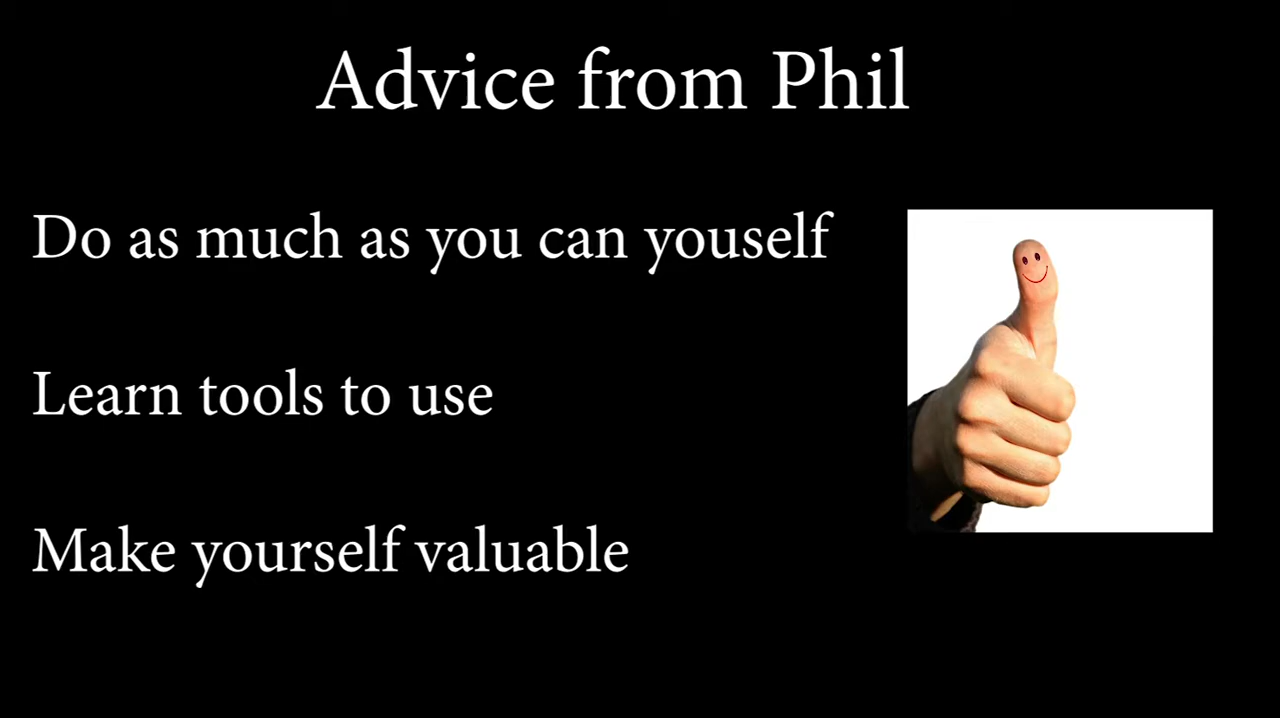 Advice from Phil
Do as much as you can youself
Learn tools to use
Make yourself valuable